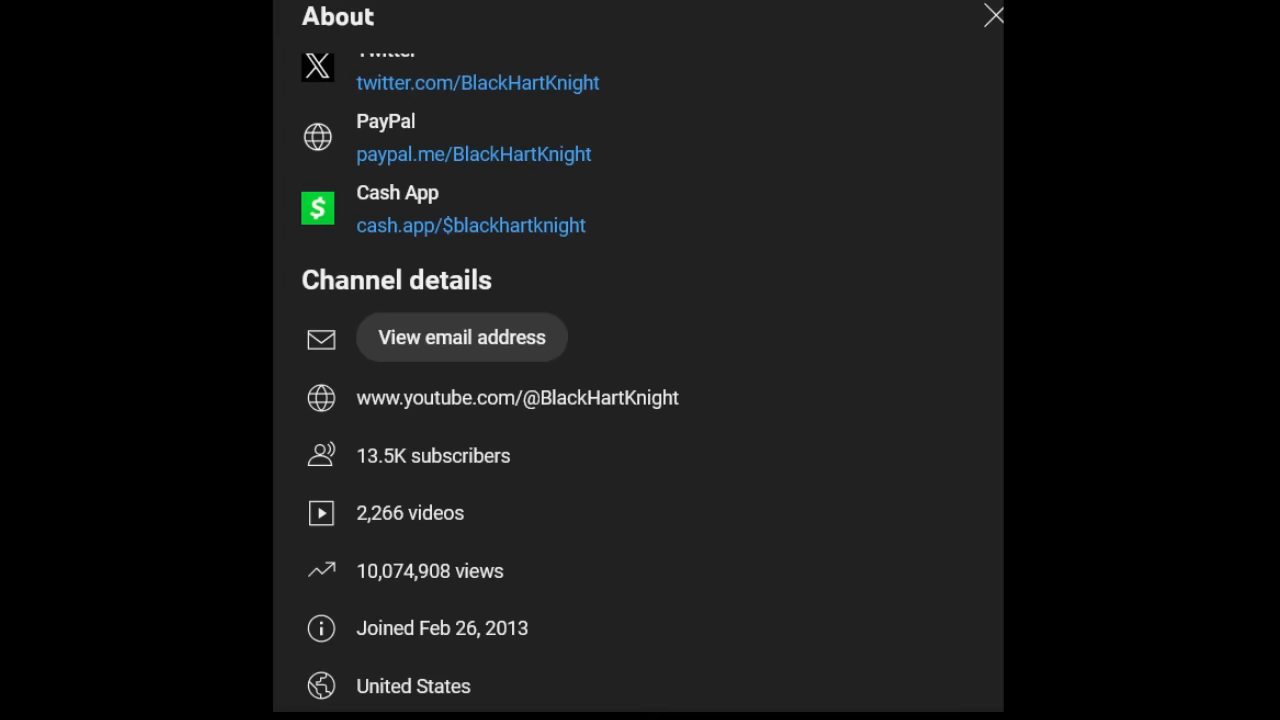 About
Twitter
twitter.com/BlackHartKnight
PayPal
paypal.me/BlackHartKnight
Cash App
cash.app/$blackhartknight
Channel details
View email address
www.youtube.com/@BlackHartKnight
13.5K subscribers
2,266 videos
10,074,908 views
Joined Feb 26, 2013
United States